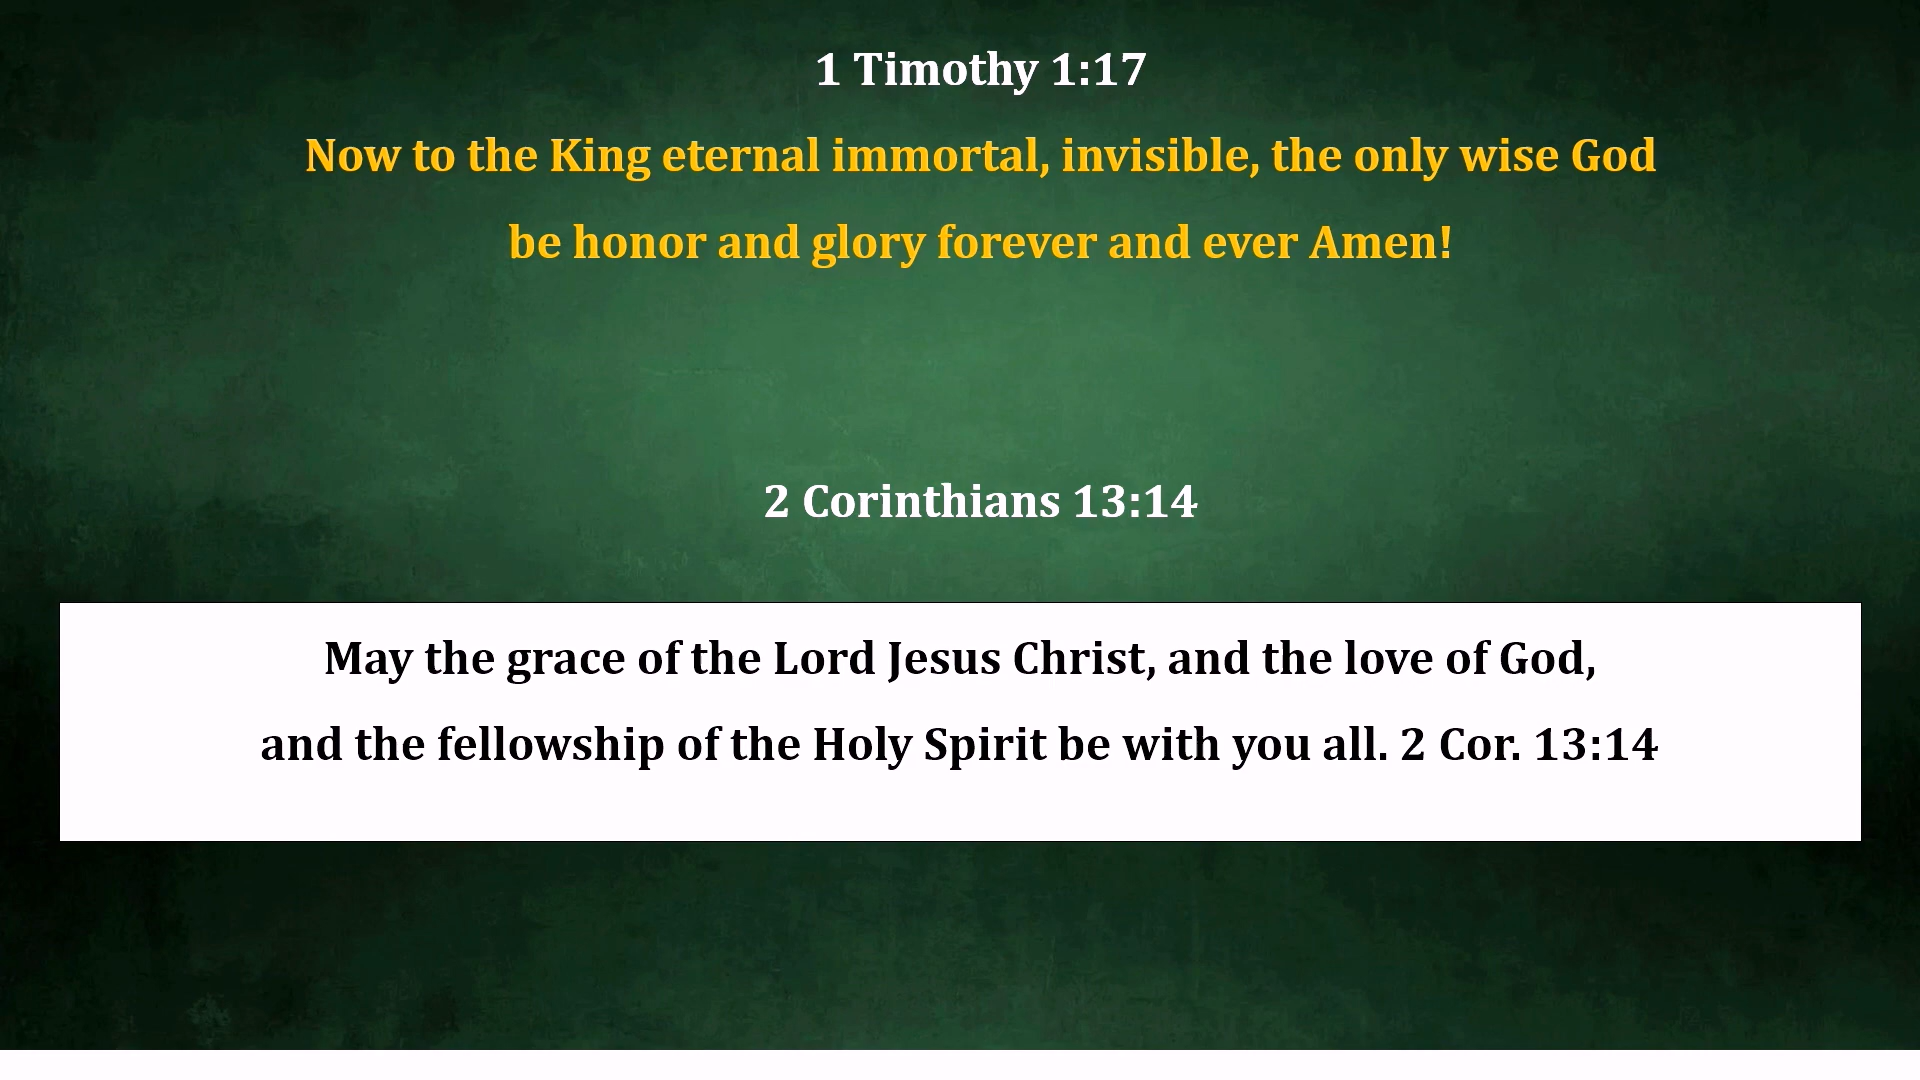 1 Timothy 1:17
Now to the King eternal immortal, invisible, the only wise God
be honor and glory forever and ever Amen!
2 Corinthians 13:14
May the grace of the Lord Jesus Christ, and the love of God,
and the fellowship of the Holy Spirit be with you all. 2 Cor. 13:14